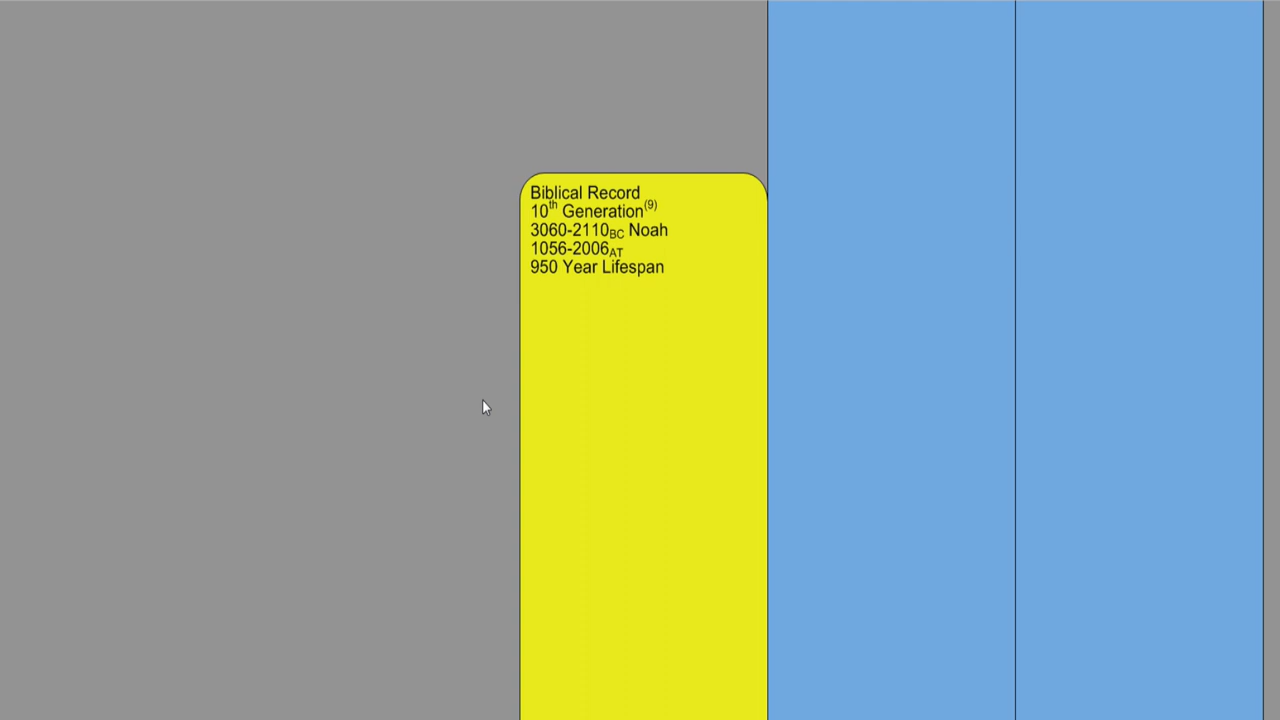 Biblical Record
10th Generation(9)
3060-2110BC Noah
1056-2006AT
950 Year Lifespan